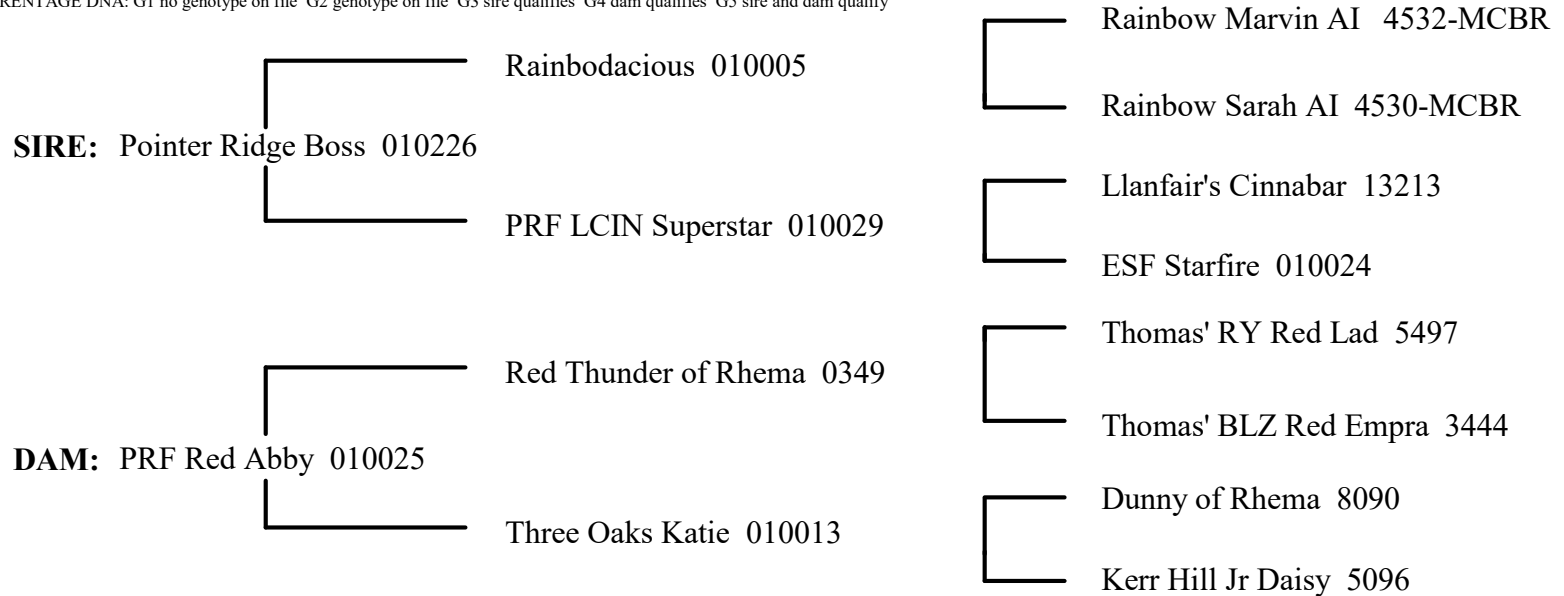 RENTAGE DNA: G1 no genotype on file G2 genotype on file G3 sire qualifies G4 dam qualifies G5 sire and dam qualify
Rainbow Marvin AI 4532-MCBR
Rainbodacious 010005
Rainbow Sarah AI 4530-MCBR
SIRE: Pointer Ridge Boss 010226
Llanfair's Cinnabar 13213
PRF LCIN Superstar 010029
ESF Starfire 010024
Thomas' RY Red Lad 5497
Red Thunder of Rhema 0349
Thomas' BLZ Red Empra 3444
DAM: PRF Red Abby 010025
Dunny of Rhema 8090
Three Oaks Katie 010013
Kerr Hill Jr Daisy 5096